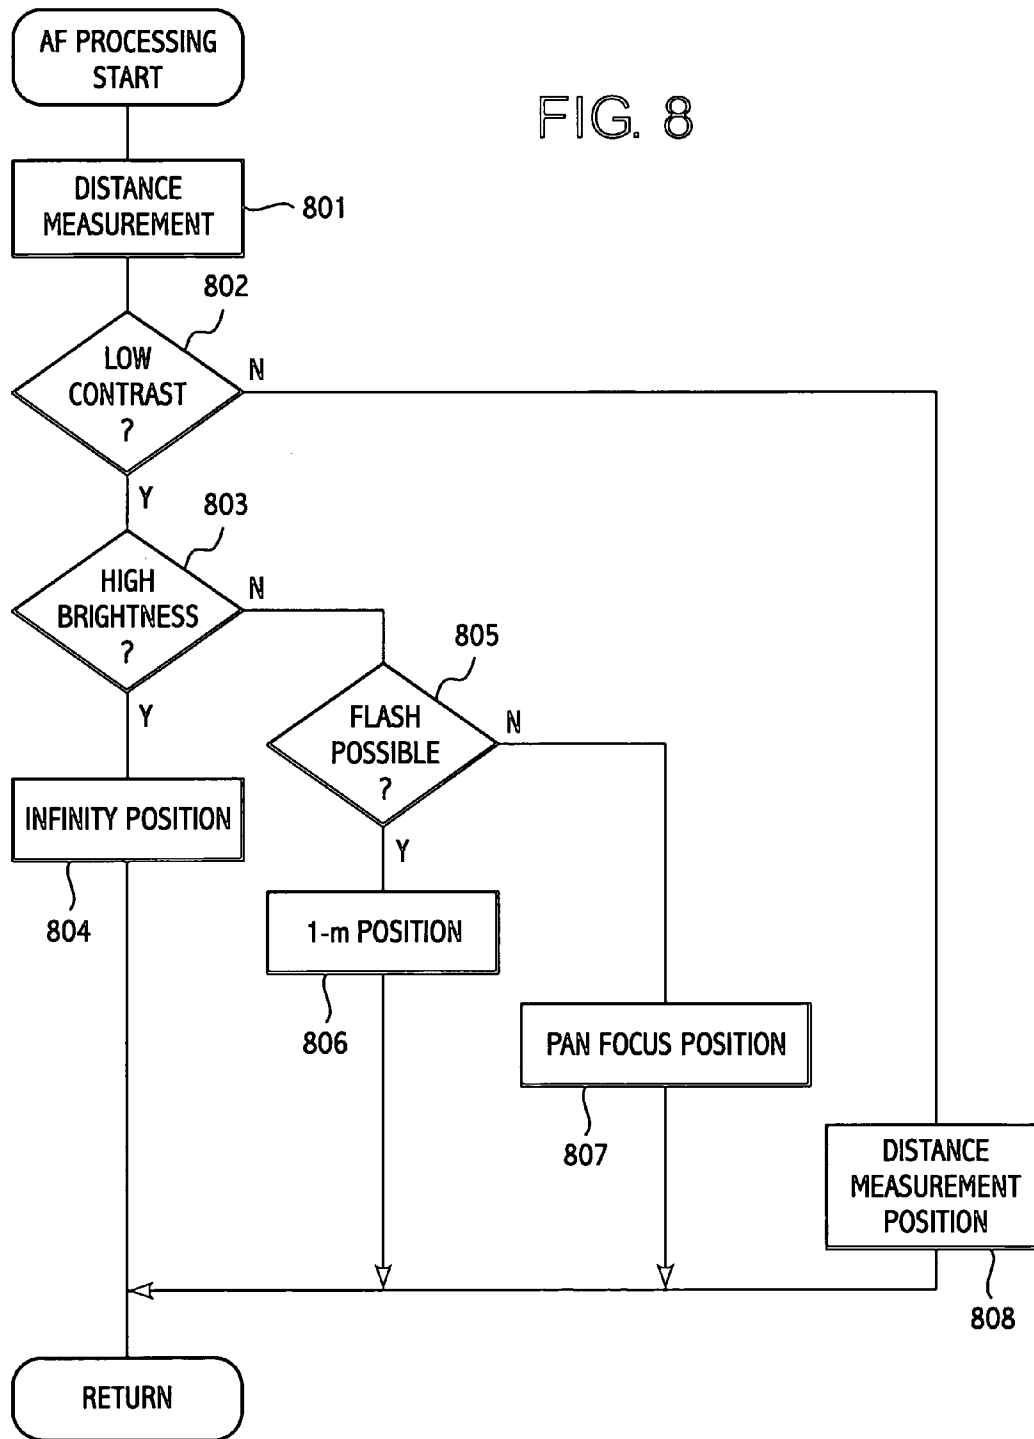 AF PROCESSING
START
FIG. 8
DISTANCE
MEASUREMENT
801
802
LOW
CONTRAST
?
N
Y
803
HIGH
BRIGHTNESS
?
N
Y
805
FLASH
POSSIBLE
?
N
Y
INFINITY POSITION
804
1-m POSITION
806
PAN FOCUS POSITION
807
DISTANCE
MEASUREMENT
POSITION
808
RETURN